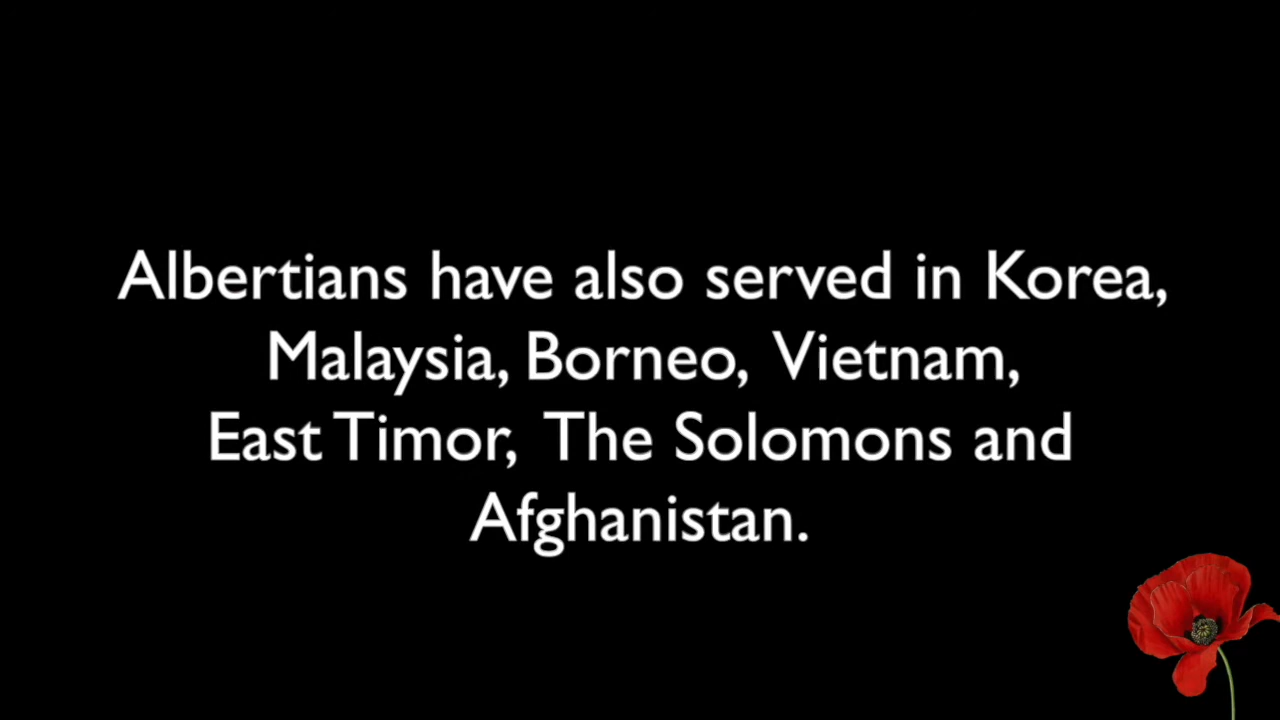 Albertians have also served in Korea,
Malaysia, Borneo, Vietnam,
East Timor, The Solomons and
Afghanistan.